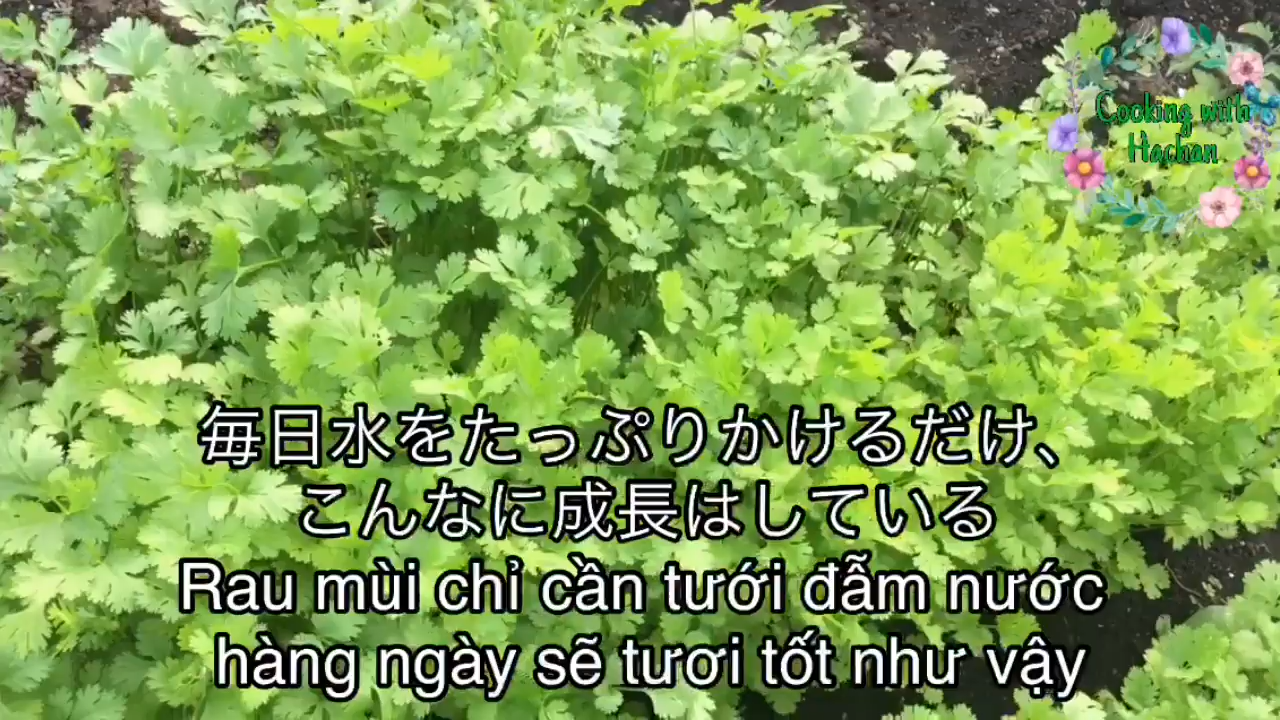 Cooking with
Hachan
毎日水をたっぷりかけるだけ、
こんなに成長はしている
Rau mùi chỉ cần tưới đẫm nước
hàng ngày sẽ tươi tốt như vậy